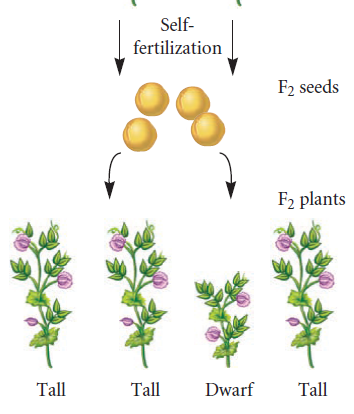 Self-
fertilization
F₂ seeds
F₂ plants
Tall Tall Dwarf Tall